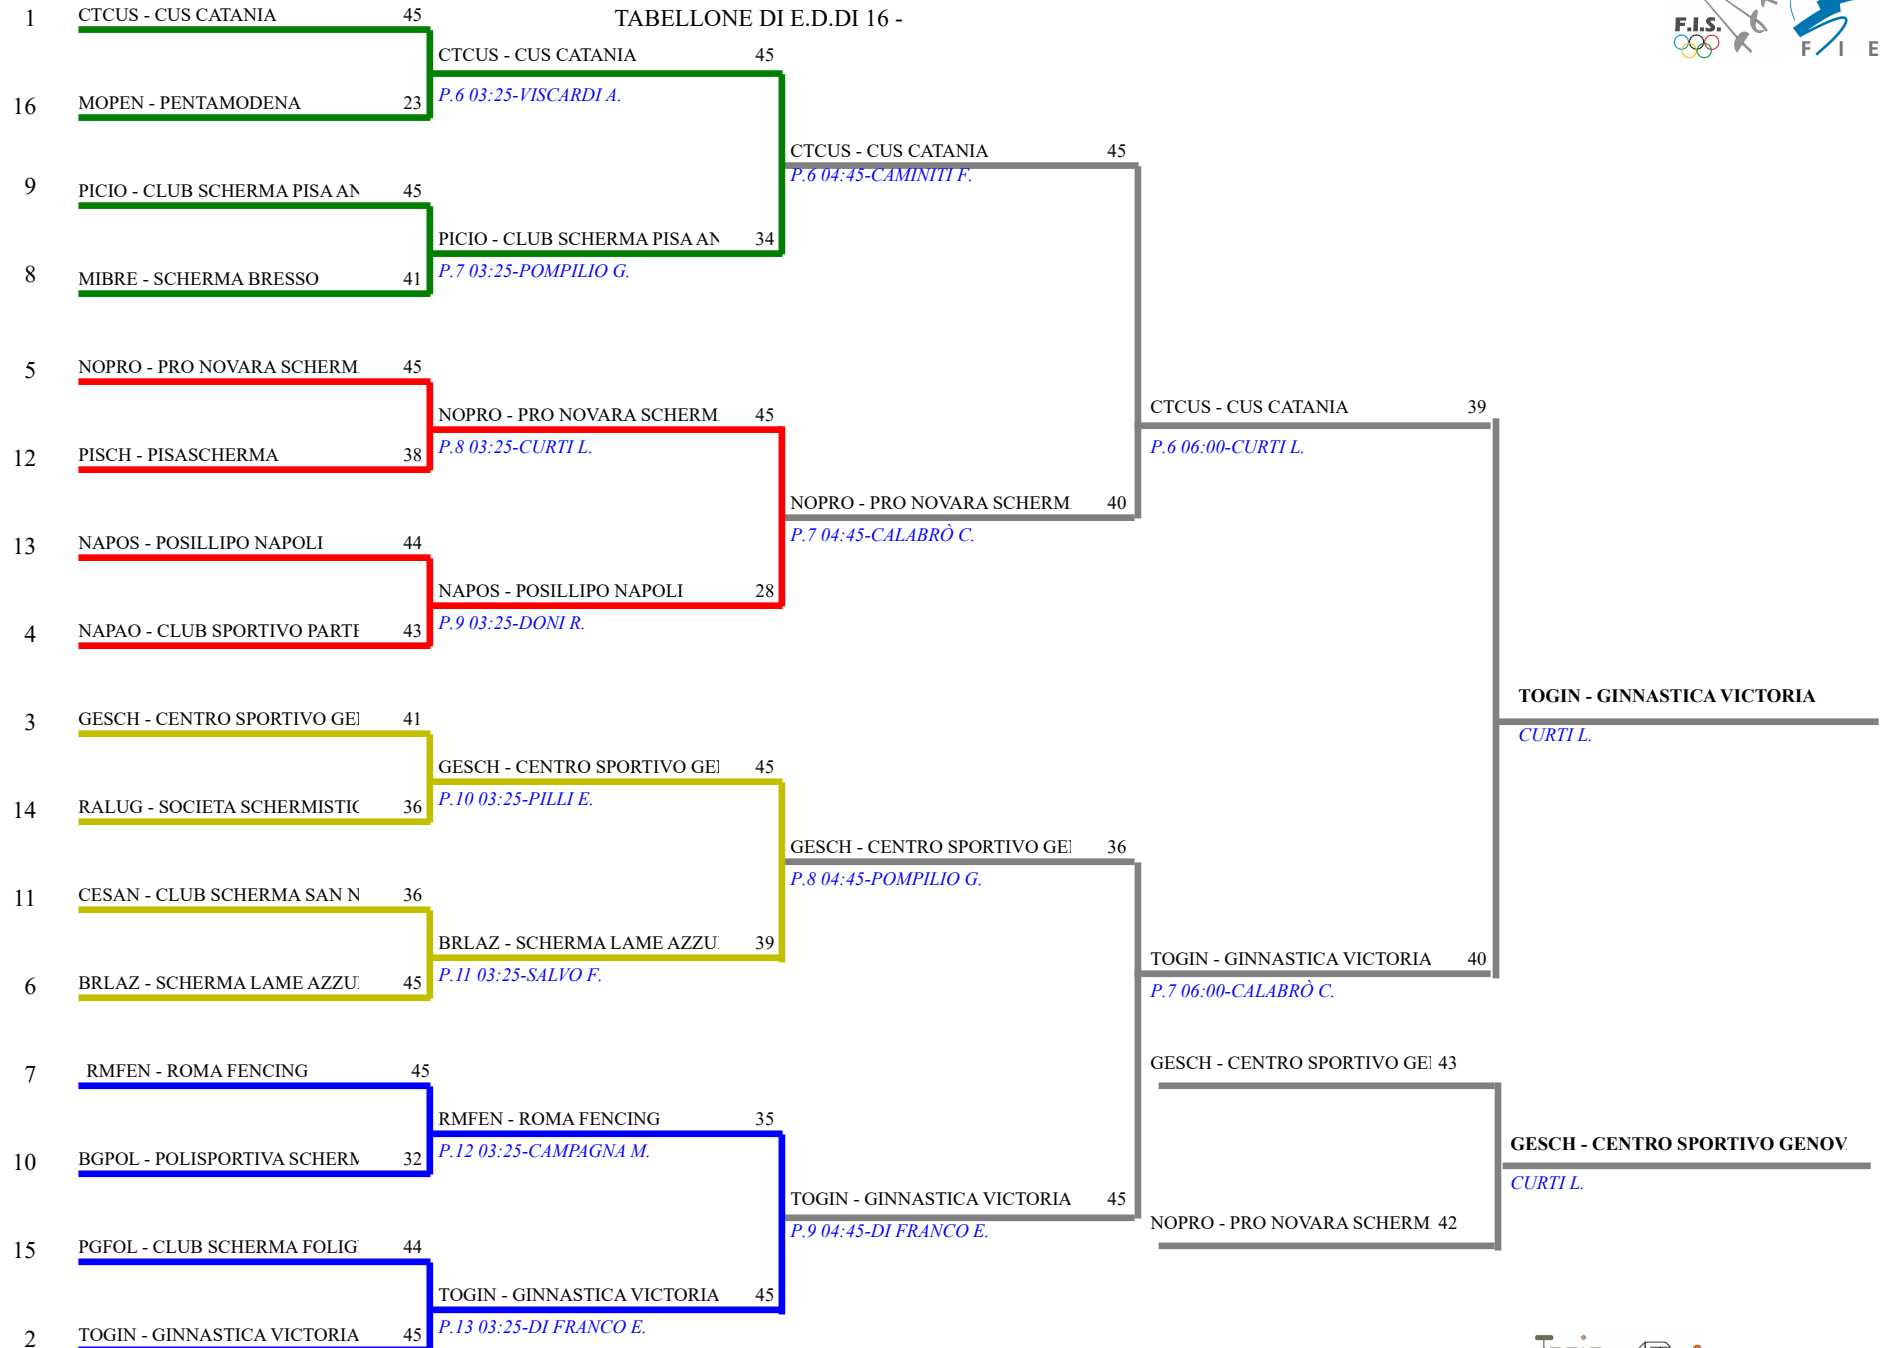 TABELLONE DI E.D.DI 16 -
F.I.S.
F I E
1 CTCUS - CUS CATANIA 45
16 MOPEN - PENTAMODENA 23
9 PICIO - CLUB SCHERMA PISA AN 45
8 MIBRE - SCHERMA BRESSO 41
5 NOPRO - PRO NOVARA SCHERM 45
12 PISCH - PISASCHERMA 38
13 NAPOS - POSILLIPO NAPOLI 44
4 NAPAO - CLUB SPORTIVO PARTE 43
3 GESCH - CENTRO SPORTIVO GE 41
14 RALUG - SOCIETA SCHERMISTIC 36
11 CESAN - CLUB SCHERMA SAN N 36
6 BRLAZ - SCHERMA LAME AZZU 45
7 RMFEN - ROMA FENCING 45
10 BGPOL - POLISPORTIVA SCHERM 32
15 PGFOL - CLUB SCHERMA FOLIG 44
2 TOGIN - GINNASTICA VICTORIA 45
CTCUS - CUS CATANIA 45
P.6 03:25-VISCARDI A.
PICIO - CLUB SCHERMA PISA AN 34
P.7 03:25-POMPILIO G.
NOPRO - PRO NOVARA SCHERM 45
P.8 03:25-CURTI L.
NAPOS - POSILLIPO NAPOLI 28
P.9 03:25-DONI R.
GESCH - CENTRO SPORTIVO GE 45
P.10 03:25-PILLI E.
BRLAZ - SCHERMA LAME AZZU 39
P.11 03:25-SALVO F.
RMFEN - ROMA FENCING 35
P.12 03:25-CAMPAGNA M.
TOGIN - GINNASTICA VICTORIA 45
P.13 03:25-DI FRANCO E.
CTCUS - CUS CATANIA 45
P.6 04:45-CAMINITI F.
NOPRO - PRO NOVARA SCHERM 40
P.7 04:45-CALABRÒ C.
GESCH - CENTRO SPORTIVO GE 36
P.8 04:45-POMPILIO G.
TOGIN - GINNASTICA VICTORIA 45
P.9 04:45-DI FRANCO E.
CTCUS - CUS CATANIA 39
P.6 06:00-CURTI L.
TOGIN - GINNASTICA VICTORIA 40
P.7 06:00-CALABRÒ C.
GESCH - CENTRO SPORTIVO GE 43
NOPRO - PRO NOVARA SCHERM 42
TOGIN - GINNASTICA VICTORIA
CURTI L.
GESCH - CENTRO SPORTIVO GENOV
CURTI L.